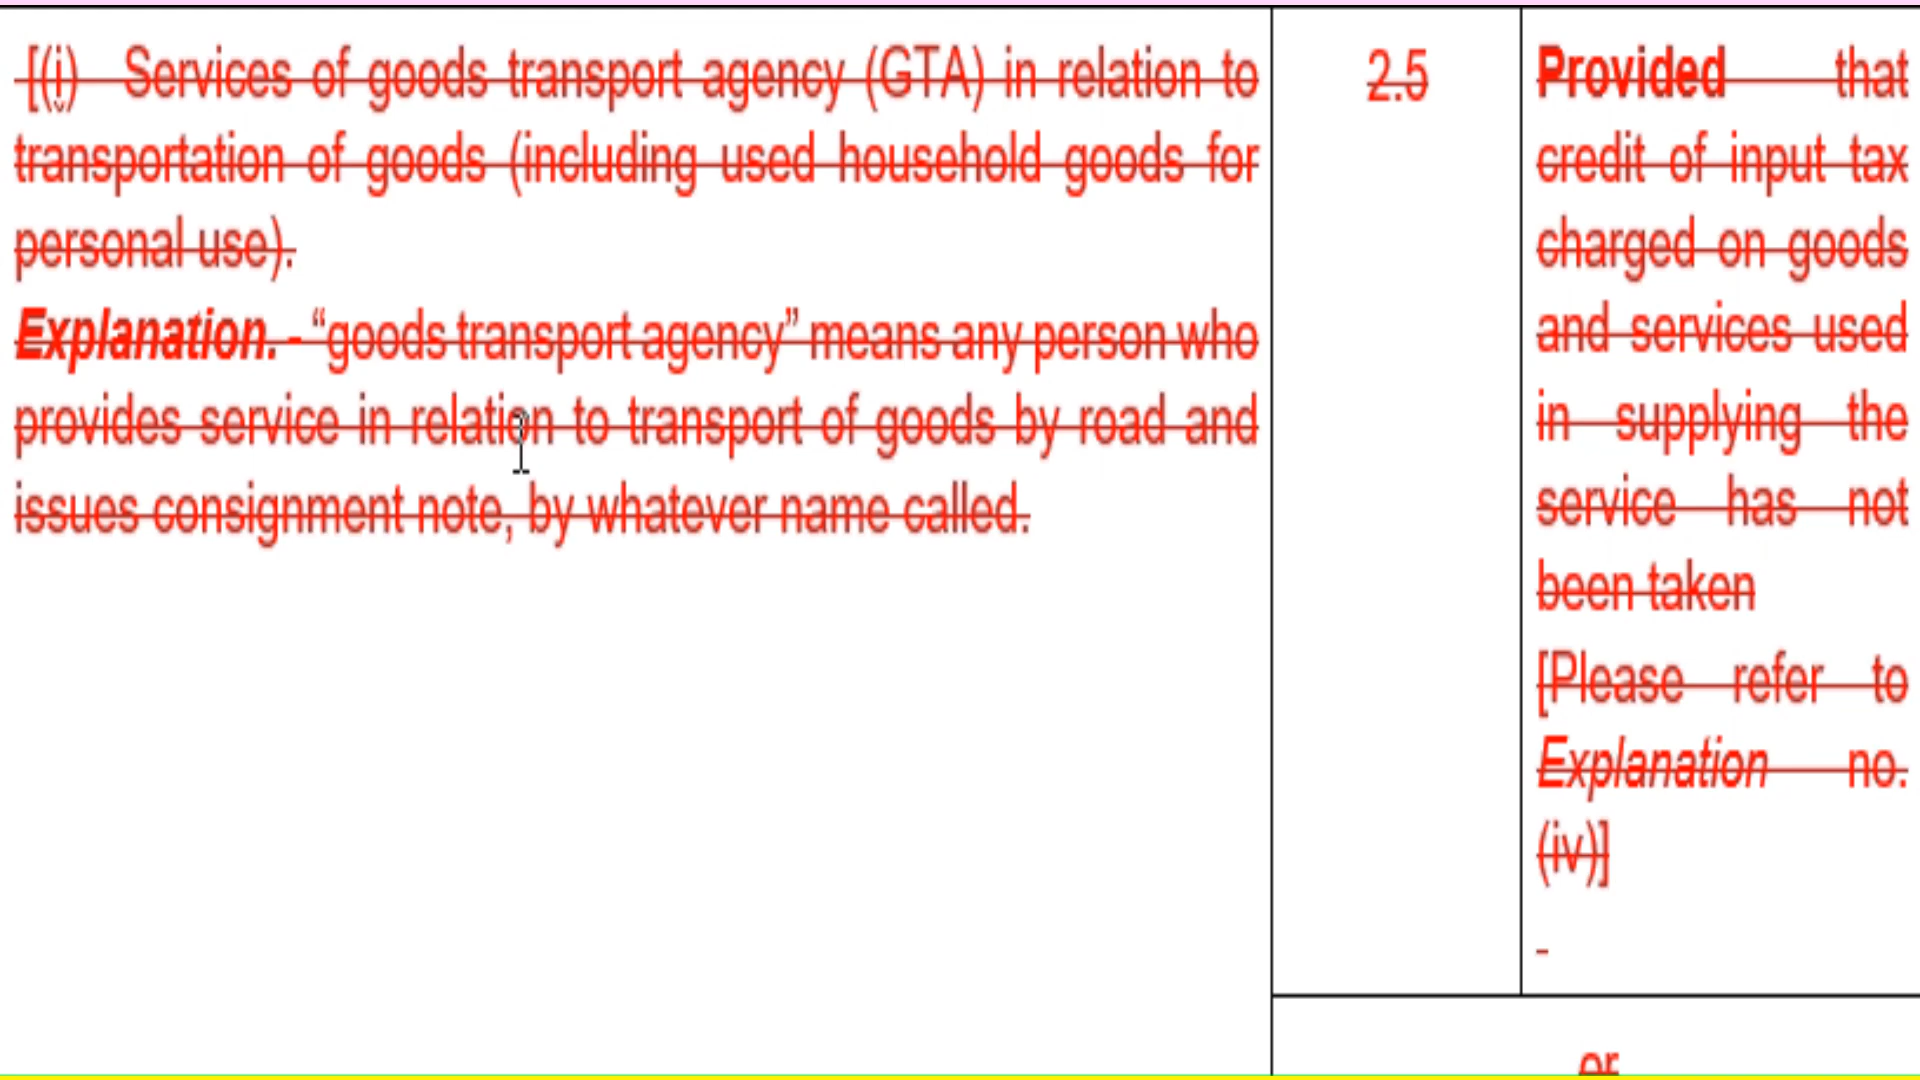 [(i) Services of goods transport agency (GTA) in relation to
transportation of goods (including used household goods for
personal use).
Explanation. - “goods transport agency” means any person who
provides service in relation to transport of goods by road and
issues consignment note, by whatever name called.
2.5
Provided that
credit of input tax
charged on goods
and services used
in supplying the
service has not
been taken
[Please refer to
Explanation no.
(iv)]
-
or